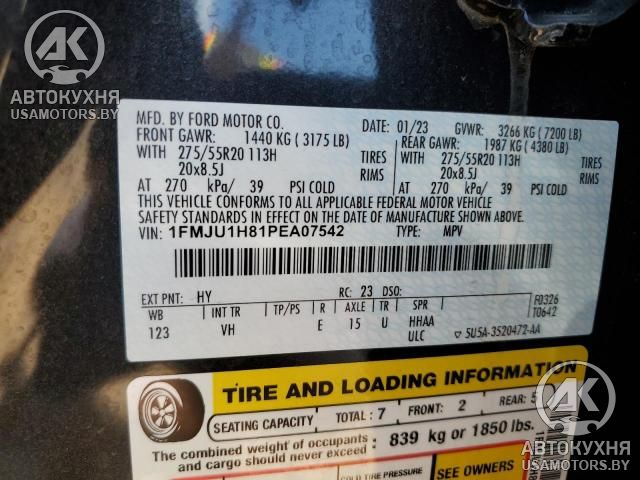 АК
АВТОКУХНЯ
USAMOTORS.BY
MFD. BY FORD MOTOR CO.
DATE: 01/23 GVWR: 3266 KG ( 7200 LB)
FRONT GAWR: 1440 KG ( 3175 LB) REAR GAWR: 1987 KG ( 4380 LB)
WITH 275/55R20 113H TIRES WITH 275/55R20 113H TIRES
20x8.5J RIMS 20x8.5J RIMS
AT 270 kPa/ 39 PSI COLD AT 270 kPa/ 39 PSI COLD
THIS VEHICLE CONFORMS TO ALL APPLICABLE FEDERAL MOTOR VEHICLE
SAFETY STANDARDS IN EFFECT ON THE DATE OF MANUFACTURE SHOWN ABOVE.
VIN: 1FMJU1H81PEA07542 TYPE: MPV
EXT PNT: HY RC: 23 DSO: F0326
WB INT TR TP/PS R AXLE TR SPR T0642
123 VH E 15 U HHAA
ULC 5U5A-3520472-AA
TIRE AND LOADING INFORMATION
SEATING CAPACITY TOTAL: 7 FRONT: 2 REAR: 5
The combined weight of occupants and cargo should never exceed: 839 kg or 1850 lbs.
COLD TIRE PRESSURE SEE OWNERS
АК
АВТОКУХНЯ
USAMOTORS.BY